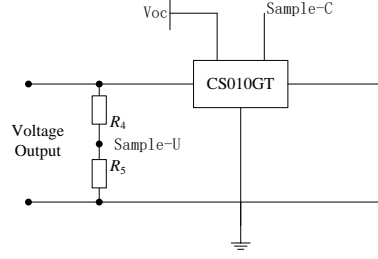 Voc
Sample-C
CS010GT
R4
Voltage
Output
Sample-U
R5